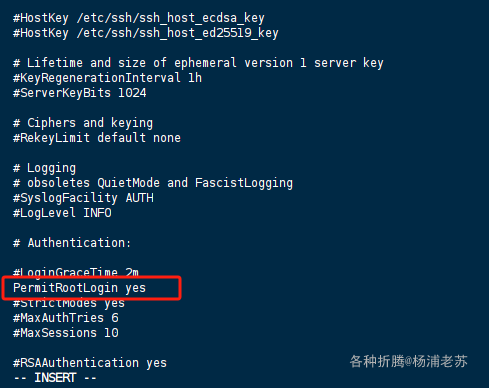 #HostKey /etc/ssh/ssh_host_ecdsa_key
#HostKey /etc/ssh/ssh_host_ed25519_key
# Lifetime and size of ephemeral version 1 server key
#KeyRegenerationInterval 1h
#ServerKeyBits 1024
# Ciphers and keying
#RekeyLimit default none
# Logging
# obsoletes QuietMode and FascistLogging
#SyslogFacility AUTH
#LogLevel INFO
# Authentication:
#LoginGraceTime 2m
PermitRootLogin yes
#StrictModes yes
#MaxAuthTries 6
#MaxSessions 10
#RSAAuthentication yes
-- INSERT --
各种折腾@杨浦老苏